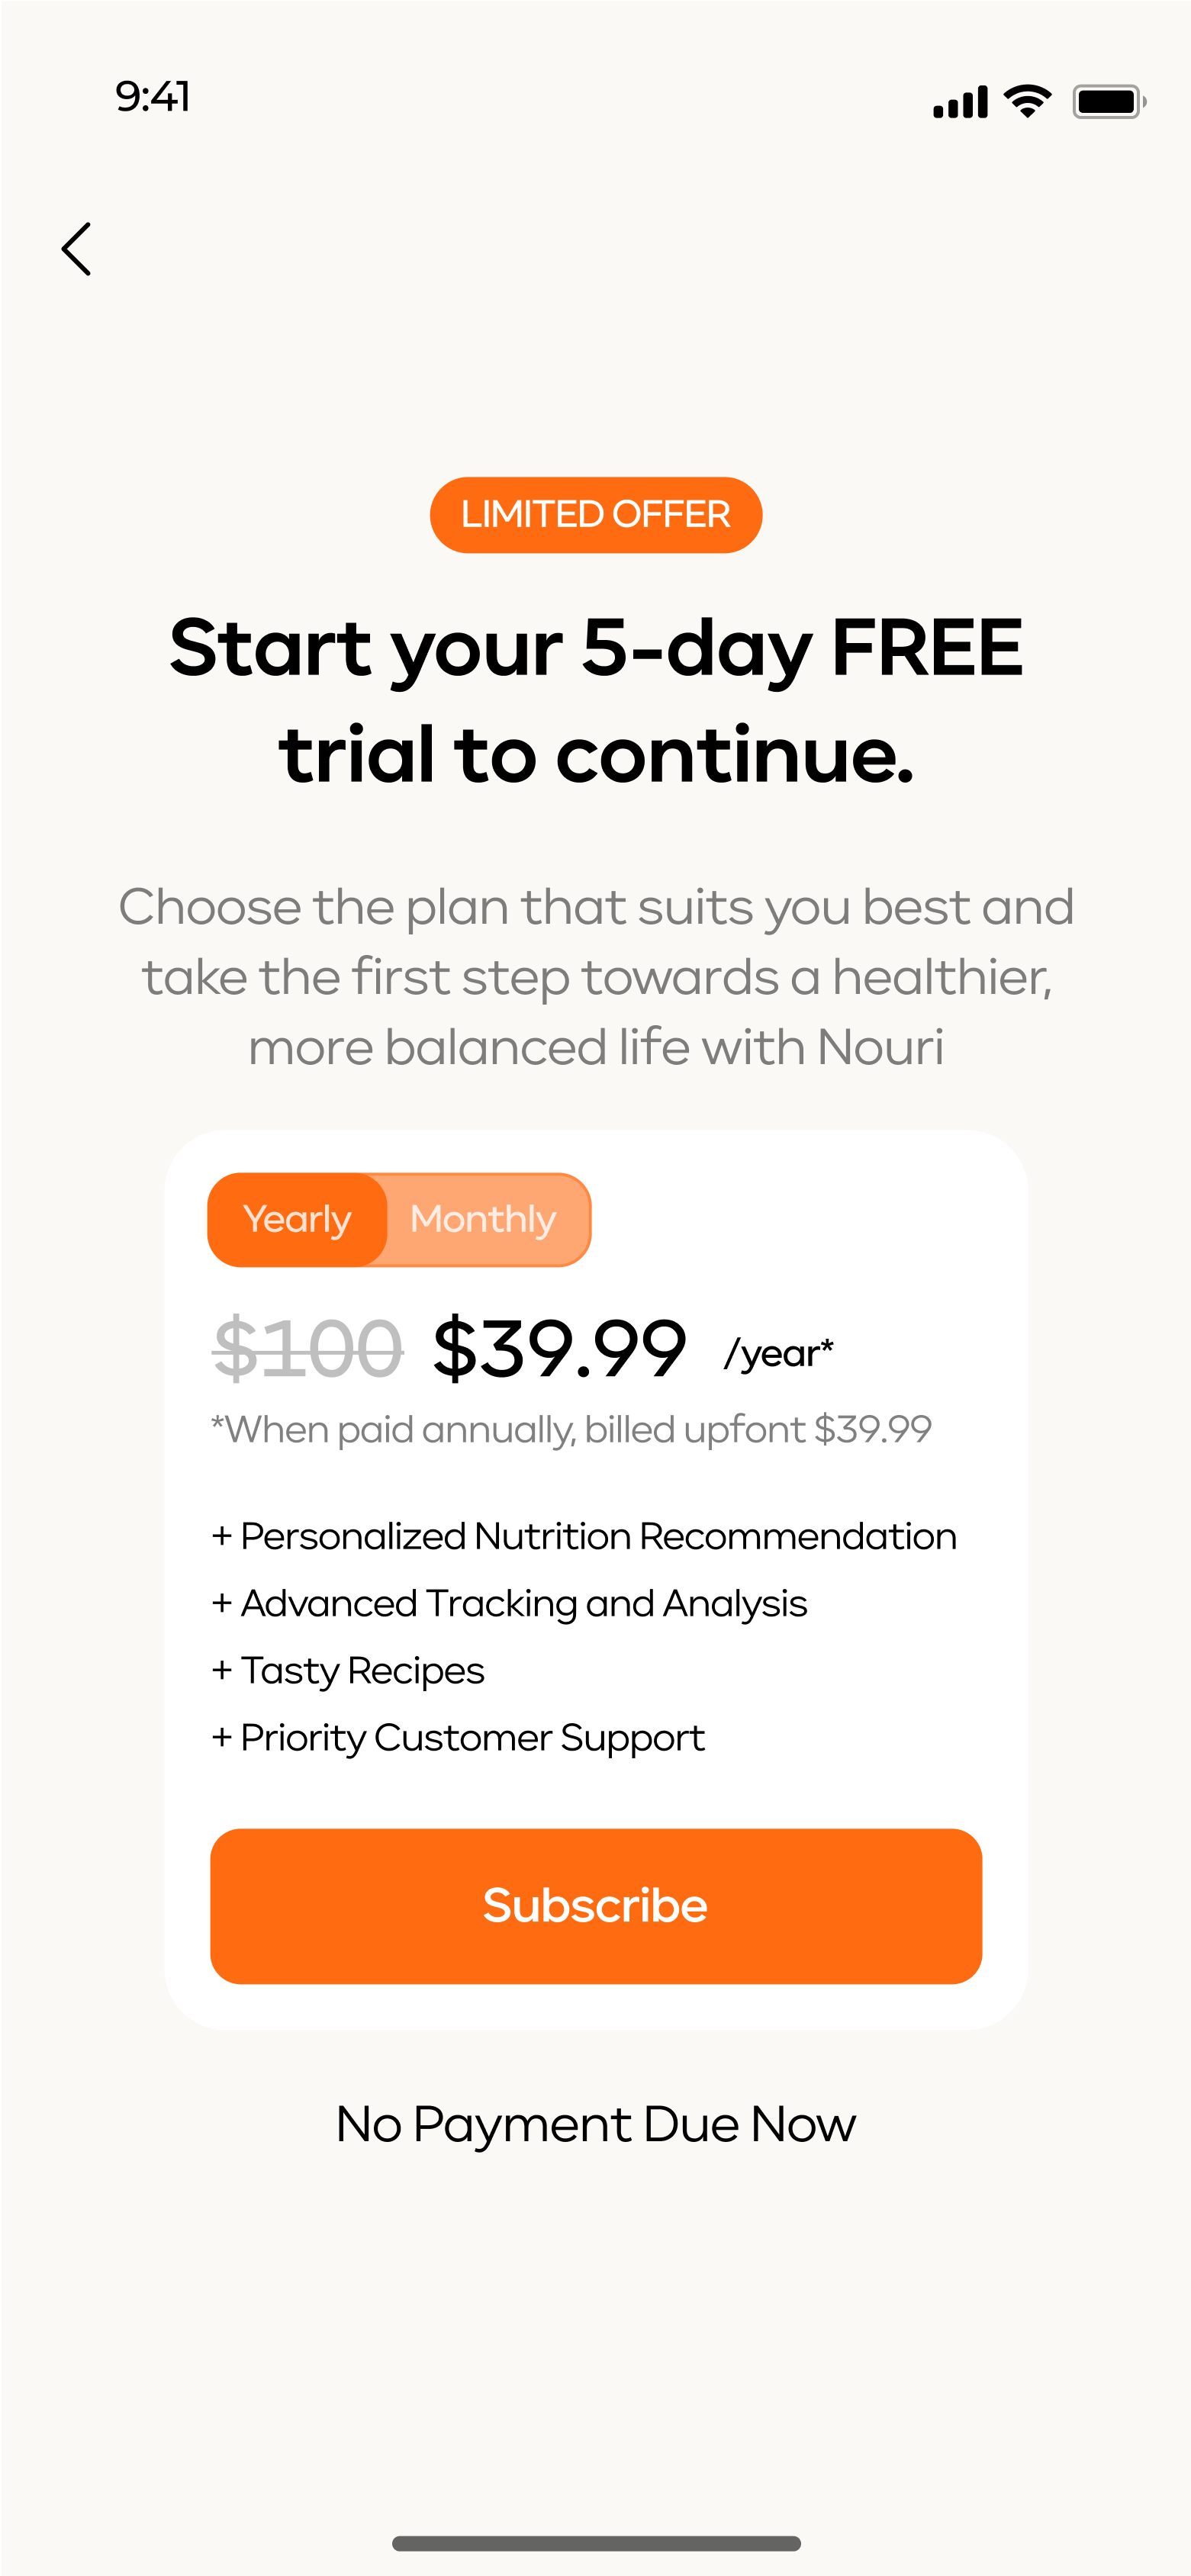 9:41
LIMITED OFFER
Start your 5-day FREE
trial to continue.
Choose the plan that suits you best and
take the first step towards a healthier,
more balanced life with Nouri
Yearly Monthly
$100 $39.99 /year*
*When paid annually, billed upfont $39.99
+ Personalized Nutrition Recommendation
+ Advanced Tracking and Analysis
+ Tasty Recipes
+ Priority Customer Support
Subscribe
No Payment Due Now